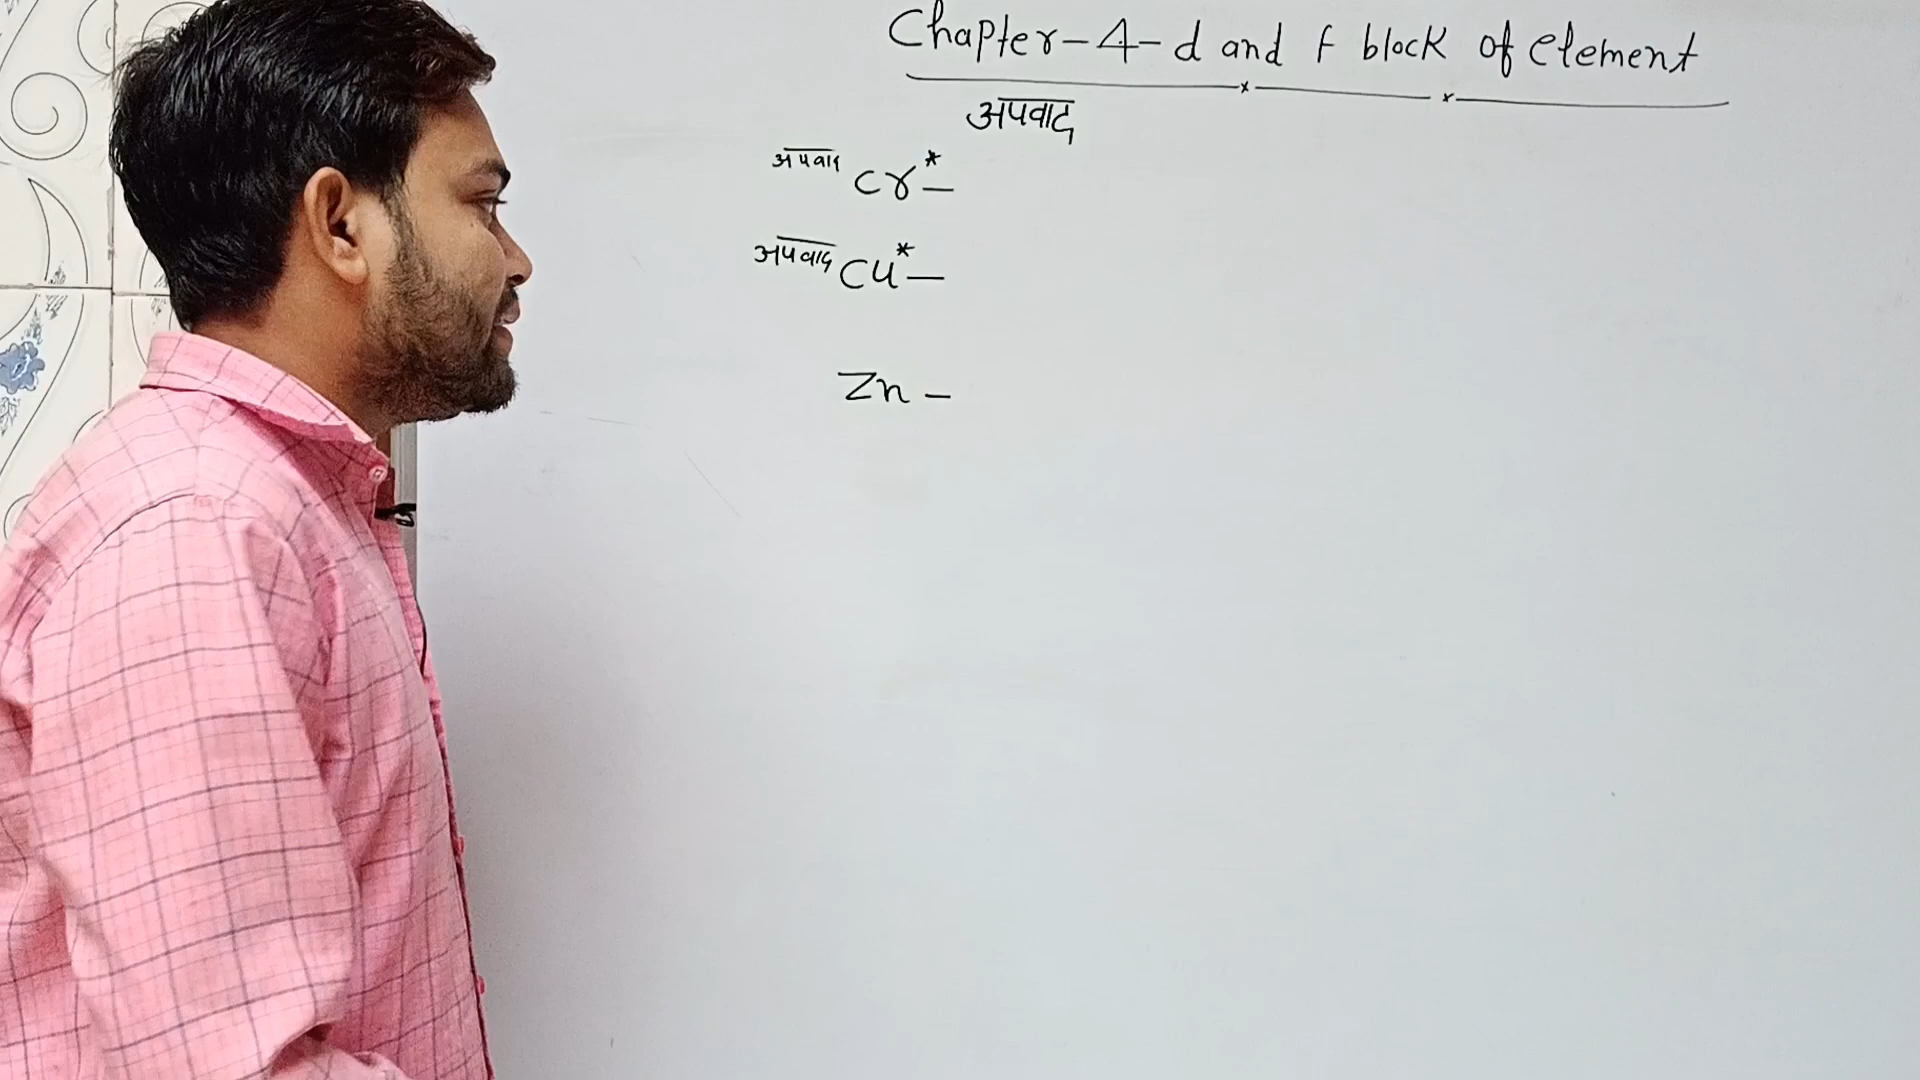 Chapter-4-d and f block of element
अपवाद
अपवाद Cr* -
अपवाद Cu* -
Zn -